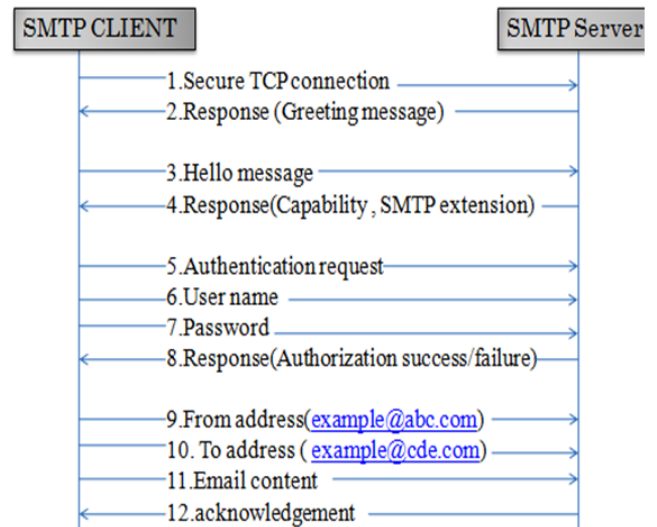 SMTP CLIENT
SMTP Server
1.Secure TCP connection
2.Response (Greeting message)
3.Hello message
4.Response(Capability , SMTP extension)
5.Authentication request
6.User name
7.Password
8.Response(Authorization success/failure)
9.From address(example@abc.com)
10. To address ( example@cde.com)
11.Email content
12.acknowledgement